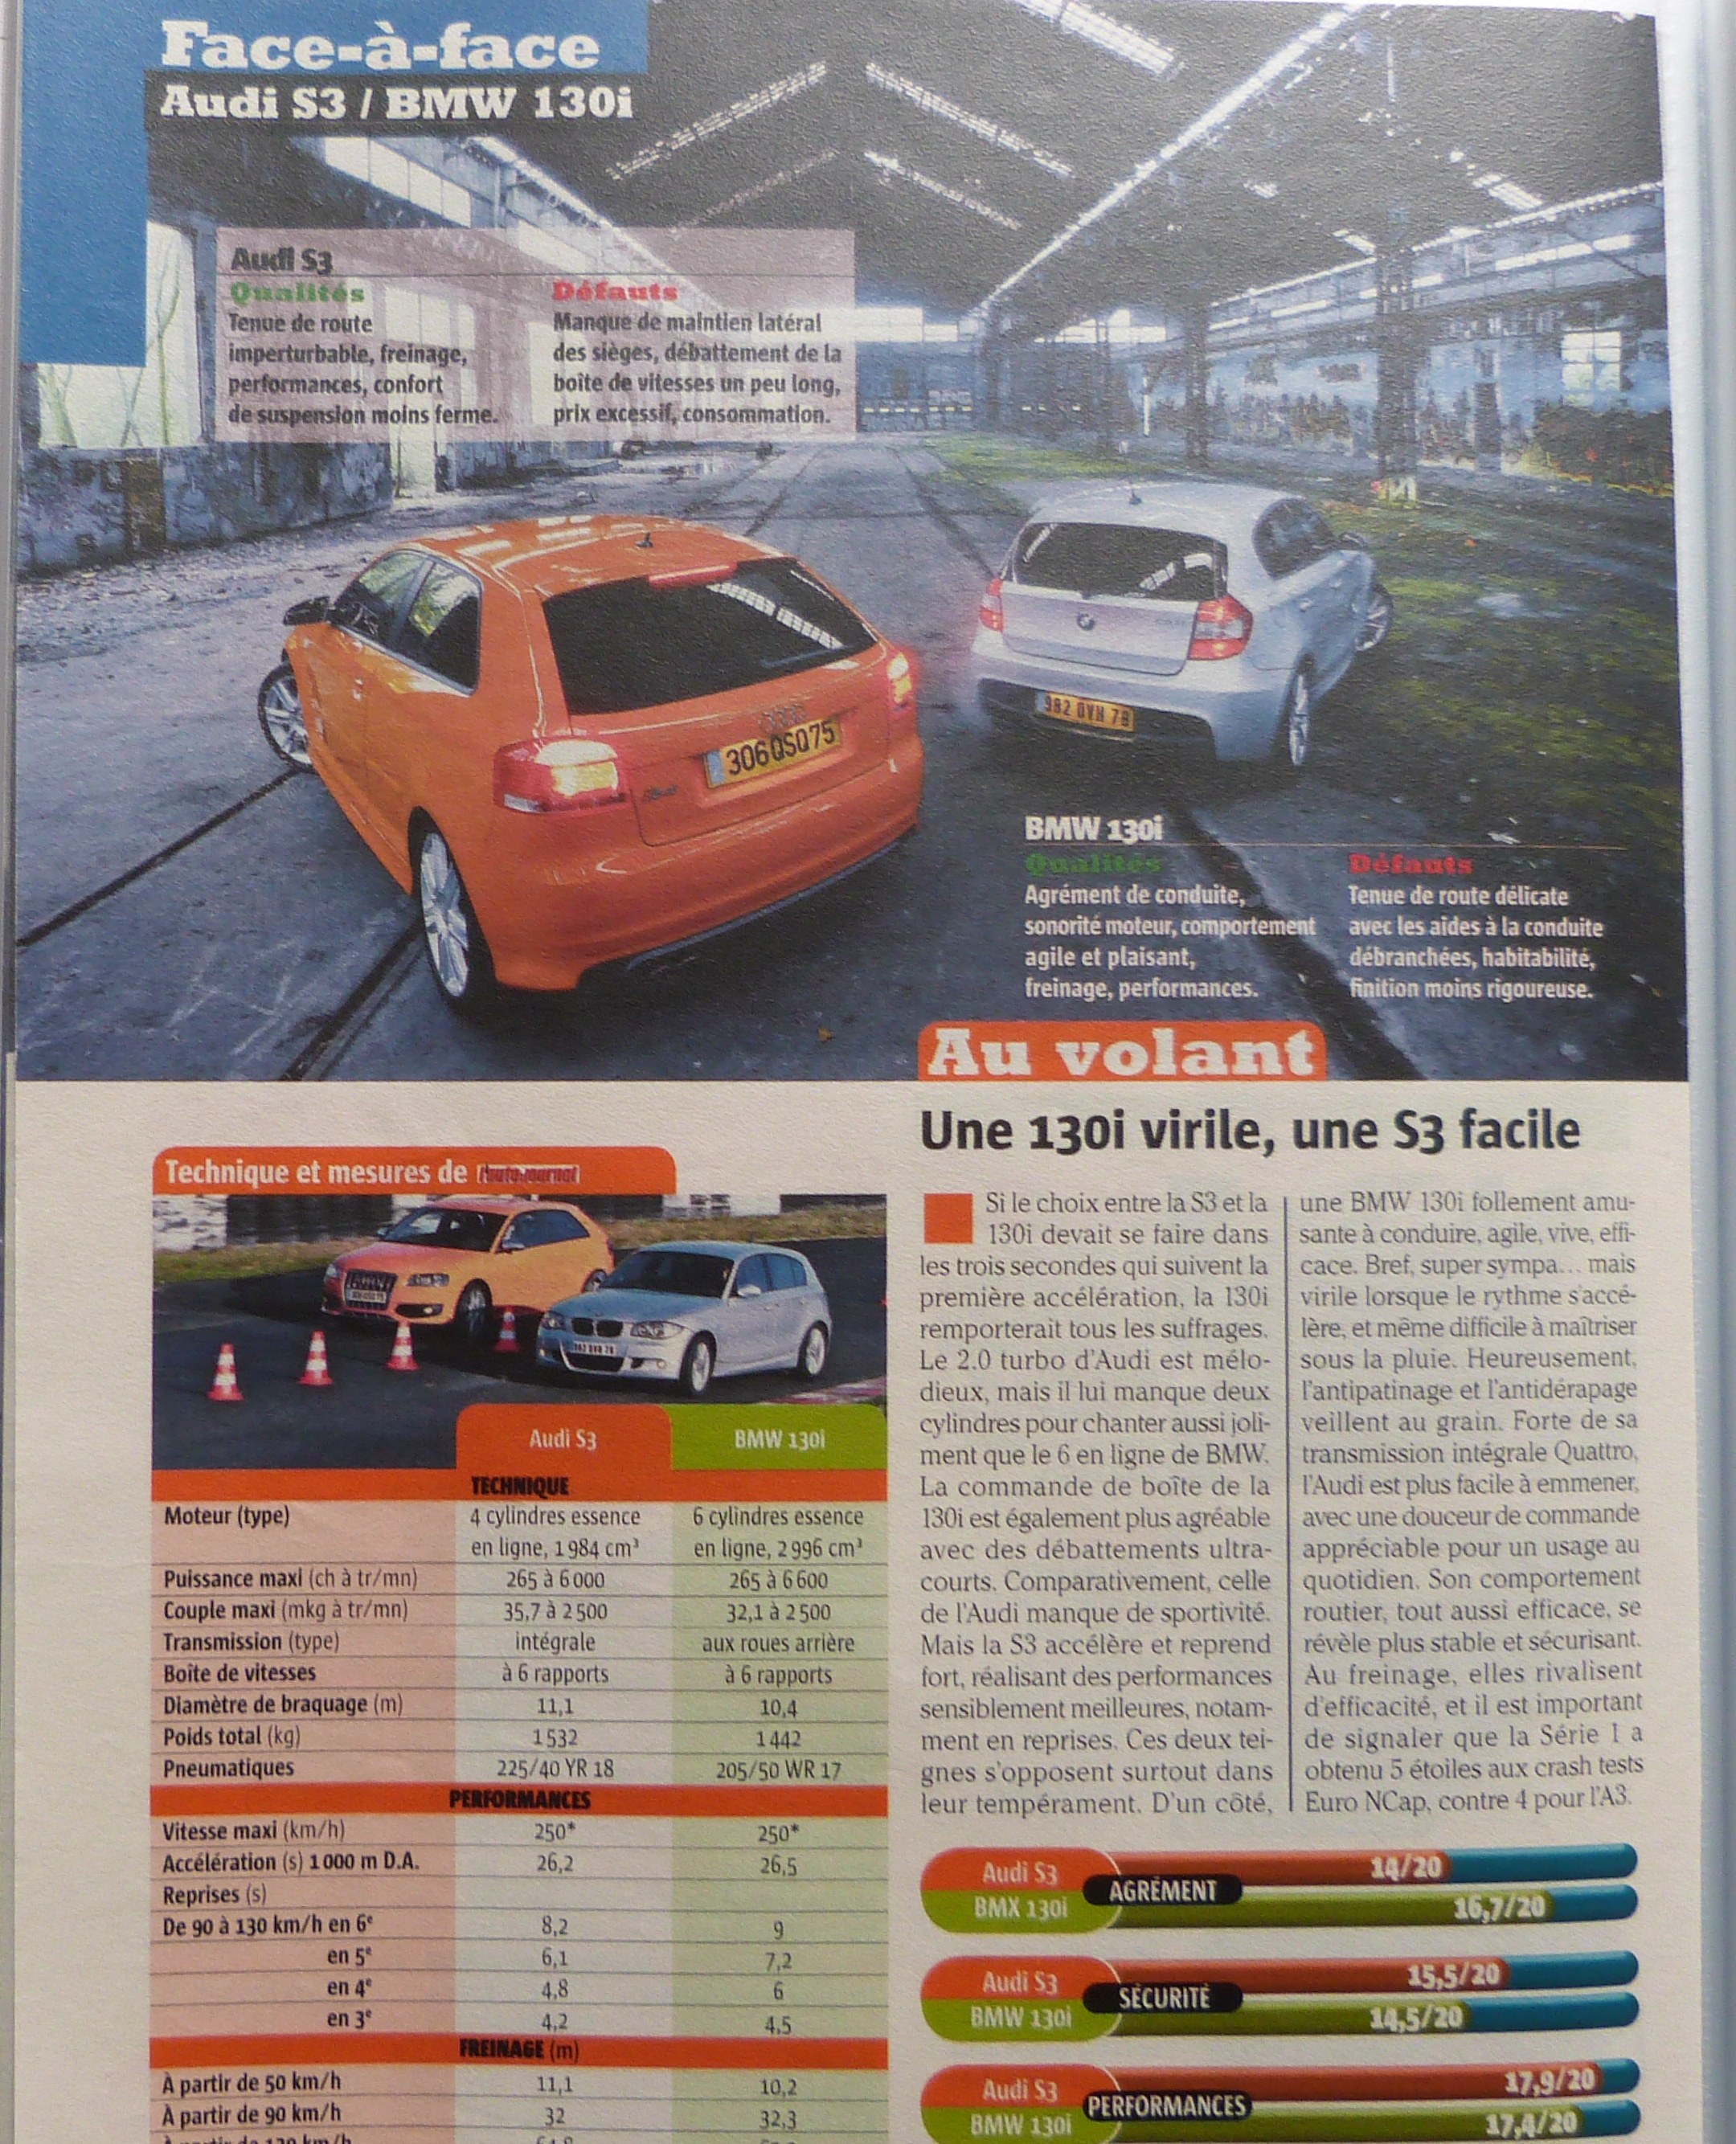 Face-à-face
Audi S3 / BMW 130i
Audi S3
Qualités
Tenue de route
imperturbable, freinage,
performances, confort
de suspension moins ferme.
Défauts
Manque de maintien latéral
des sièges, débattement de la
boîte de vitesses un peu long,
prix excessif, consommation.
306QSQ75
982 QVH 78
BMW 130i
Qualités
Agrément de conduite,
sonorité moteur, comportement
agile et plaisant,
freinage, performances.
Défauts
Tenue de route délicate
avec les aides à la conduite
débranchées, habitabilité,
finition moins rigoureuse.
Au volant
Une 130i virile, une S3 facile
Si le choix entre la S3 et la
130i devait se faire dans
les trois secondes qui suivent la
première accélération, la 130i
remporterait tous les suffrages.
Le 2.0 turbo d'Audi est mélo-
dieux, mais il lui manque deux
cylindres pour chanter aussi joli-
ment que le 6 en ligne de BMW.
La commande de boîte de la
130i est également plus agréable
avec des débattements ultra-
courts. Comparativement, celle
de l'Audi manque de sportivité.
Mais la S3 accélère et reprend
fort, réalisant des performances
sensiblement meilleures, notam-
ment en reprises. Ces deux tei-
gnes s'opposent surtout dans
leur tempérament. D'un côté,
une BMW 130i follement amu-
sante à conduire, agile, vive, effi-
cace. Bref, super sympa... mais
virile lorsque le rythme s'accé-
lère, et même difficile à maîtriser
sous la pluie. Heureusement,
l'antipatinage et l'antidérapage
veillent au grain. Forte de sa
transmission intégrale Quattro,
l'Audi est plus facile à emmener,
avec une douceur de commande
appréciable pour un usage au
quotidien. Son comportement
routier, tout aussi efficace, se
révèle plus stable et sécurisant.
Au freinage, elles rivalisent
d'efficacité, et il est important
de signaler que la Série 1 a
obtenu 5 étoiles aux crash tests
Euro NCap, contre 4 pour l'A3.
Technique et mesures de l'auto-journal
Audi S3 BMW 130i
TECHNIQUE
Moteur (type) 4 cylindres essence 6 cylindres essence
en ligne, 1 984 cm³ en ligne, 2 996 cm³
Puissance maxi (ch à tr/mn) 265 à 6 000 265 à 6 600
Couple maxi (mkg à tr/mn) 35,7 à 2 500 32,1 à 2 500
Transmission (type) intégrale aux roues arrière
Boîte de vitesses à 6 rapports à 6 rapports
Diamètre de braquage (m) 11,1 10,4
Poids total (kg) 1 532 1 442
Pneumatiques 225/40 YR 18 205/50 WR 17
PERFORMANCES
Vitesse maxi (km/h) 250* 250*
Accélération (s) 1 000 m D.A. 26,2 26,5
Reprises (s)
De 90 à 130 km/h en 6e 8,2 9
en 5e 6,1 7,2
en 4e 4,8 6
en 3e 4,2 4,5
FREINAGE (m)
À partir de 50 km/h 11,1 10,2
À partir de 90 km/h 32 32,3
À partir de 130 km/h
Audi S3 14/20
AGRÉMENT
BMX 130i 16,7/20
Audi S3 15,5/20
SÉCURITÉ
BMW 130i 14,5/20
Audi S3 17,9/20
PERFORMANCES
BMW 130i 17,4/20